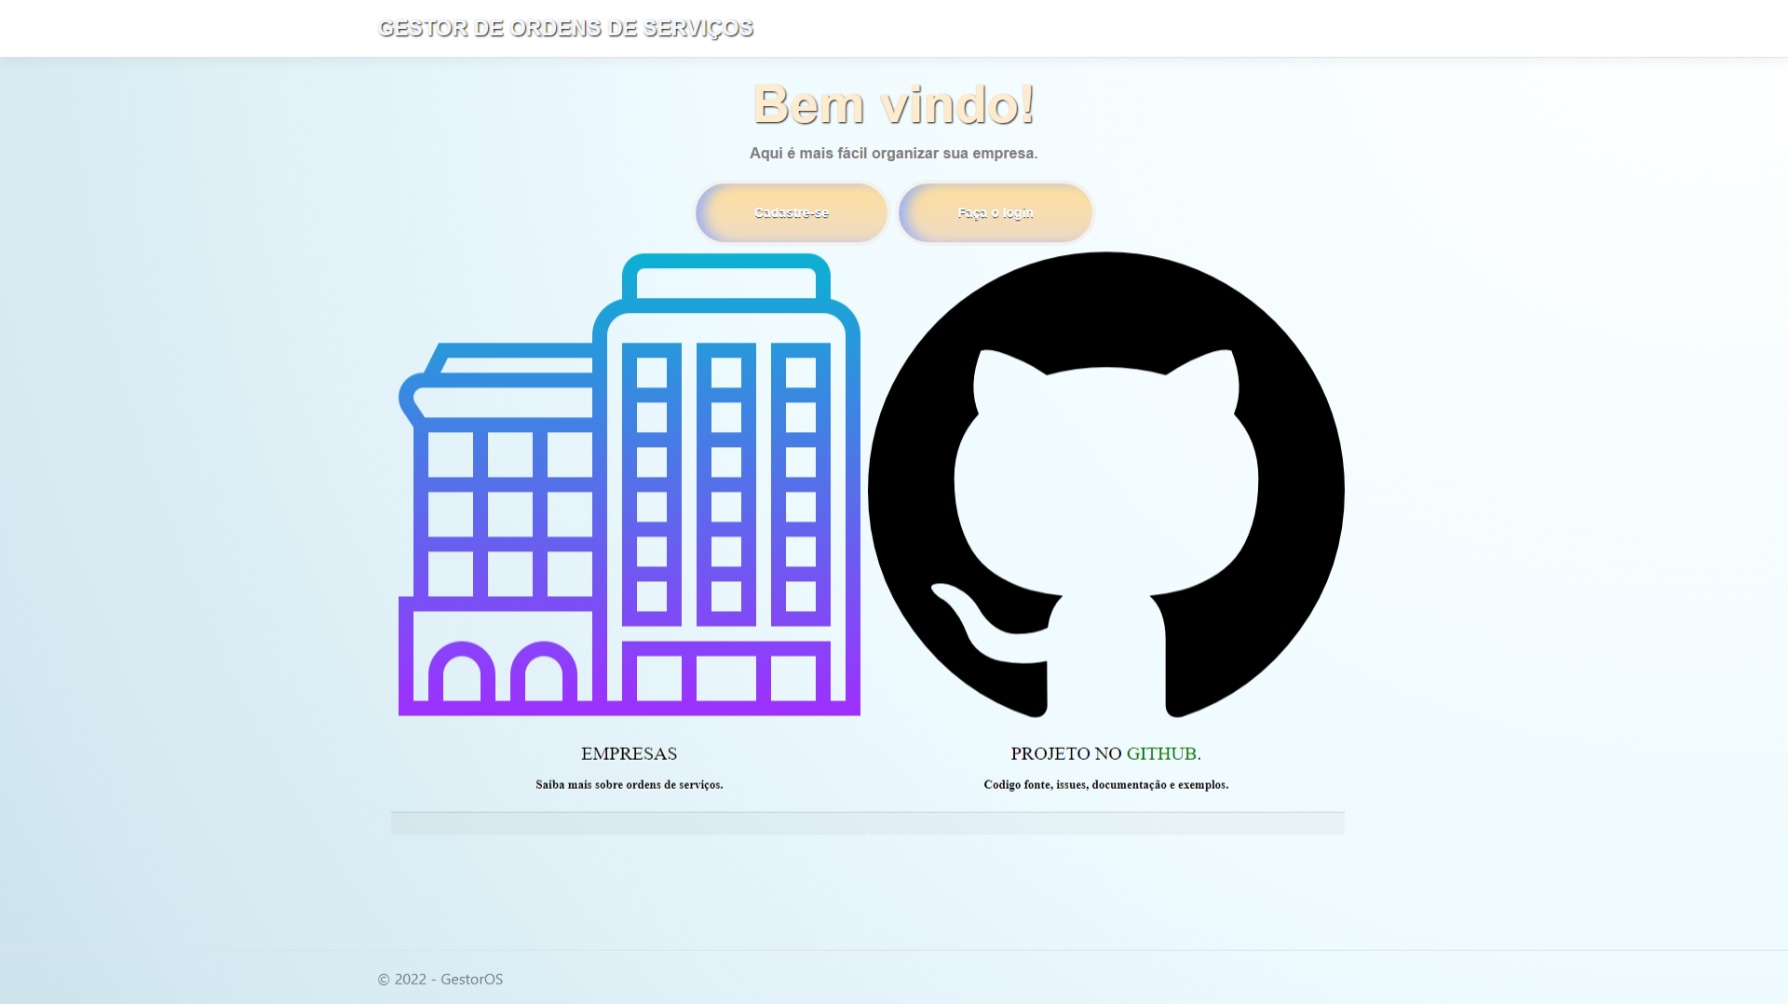 GESTOR DE ORDENS DE SERVIÇOS
Bem vindo!
Aqui é mais fácil organizar sua empresa.
Cadastre-se
Faça o login
EMPRESAS
Saiba mais sobre ordens de serviços.
PROJETO NO GITHUB.
Codigo fonte, issues, documentação e exemplos.
© 2022 - GestorOS